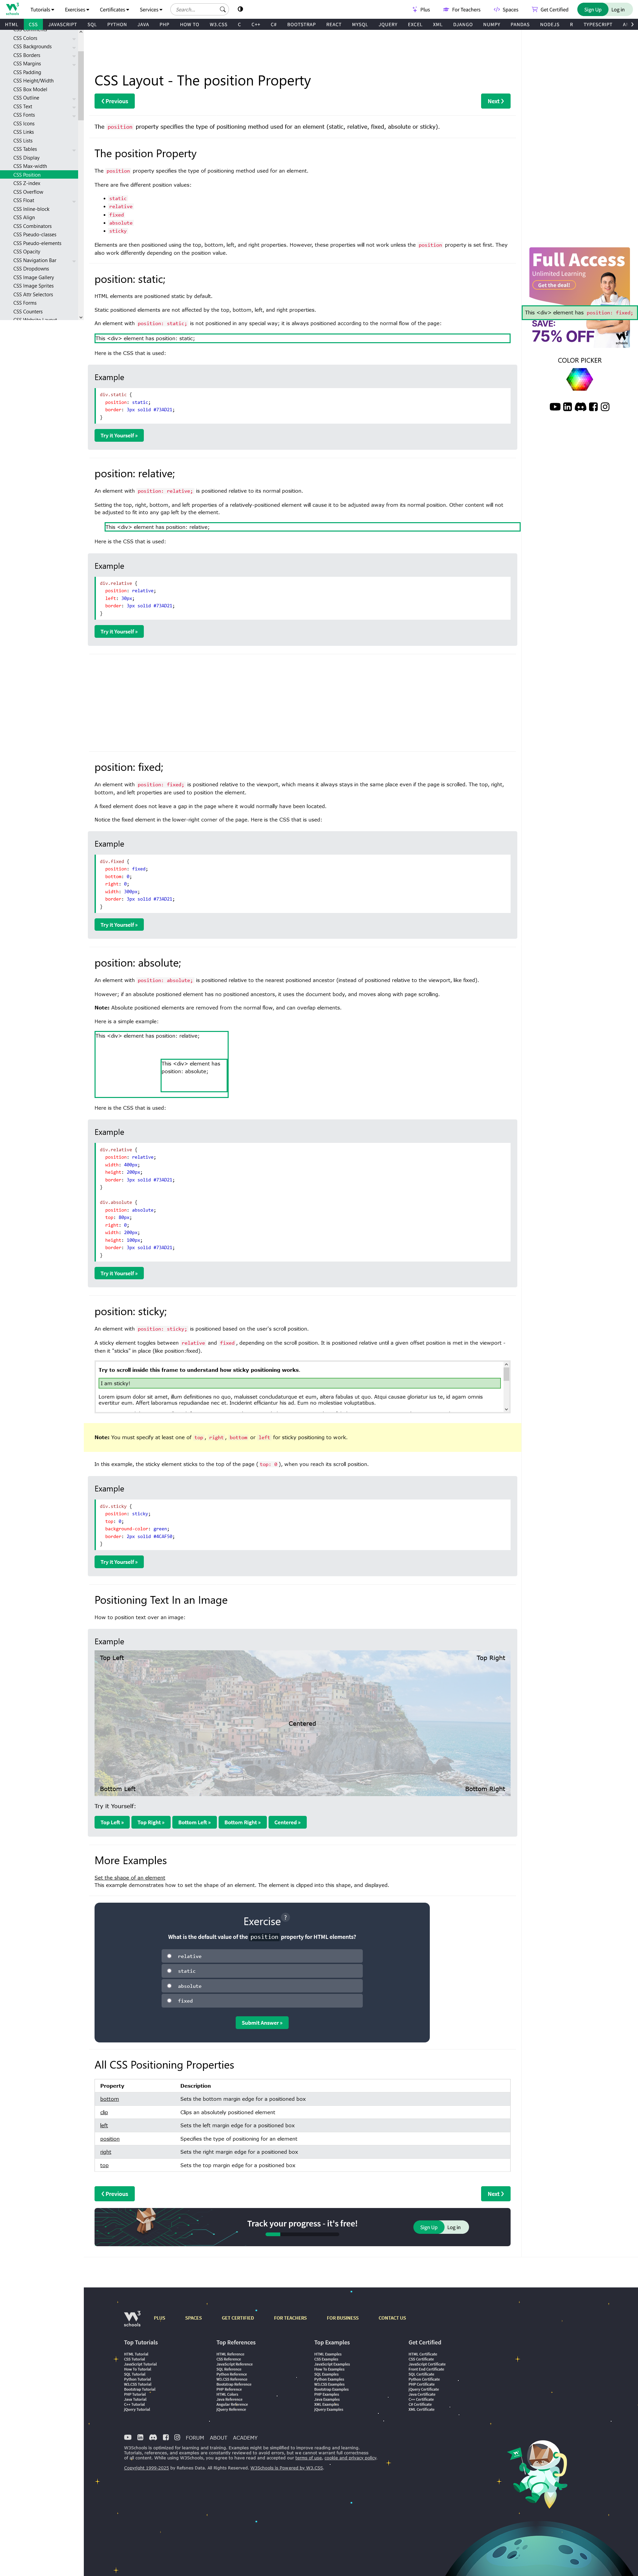 Tutorials Exercises Certificates Services Search... Plus For Teachers Spaces Get Certified Sign Up Log in
HTML CSS JAVASCRIPT SQL PYTHON JAVA PHP HOW TO W3.CSS C C++ C# BOOTSTRAP REACT MYSQL JQUERY EXCEL XML DJANGO NUMPY PANDAS NODEJS R TYPESCRIPT
CSS Colors
CSS Backgrounds
CSS Borders
CSS Margins
CSS Padding
CSS Height/Width
CSS Box Model
CSS Outline
CSS Text
CSS Fonts
CSS Icons
CSS Links
CSS Lists
CSS Tables
CSS Display
CSS Max-width
CSS Position
CSS Z-index
CSS Overflow
CSS Float
CSS Inline-block
CSS Align
CSS Combinators
CSS Pseudo-classes
CSS Pseudo-elements
CSS Opacity
CSS Navigation Bar
CSS Dropdowns
CSS Image Gallery
CSS Image Sprites
CSS Attr Selectors
CSS Forms
CSS Counters
CSS Website Layout
CSS Layout - The position Property
❮ Previous
Next ❯
The position property specifies the type of positioning method used for an element (static, relative, fixed, absolute or sticky).
The position Property
The position property specifies the type of positioning method used for an element.
There are five different position values:
static
relative
fixed
absolute
sticky
Elements are then positioned using the top, bottom, left, and right properties. However, these properties will not work unless the position property is set first. They
also work differently depending on the position value.
position: static;
HTML elements are positioned static by default.
Static positioned elements are not affected by the top, bottom, left, and right properties.
An element with position: static; is not positioned in any special way; it is always positioned according to the normal flow of the page:
This <div> element has position: static;
Here is the CSS that is used:
Example
div.static {
position: static;
border: 3px solid #73AD21;
}
Try it Yourself »
position: relative;
An element with position: relative; is positioned relative to its normal position.
Setting the top, right, bottom, and left properties of a relatively-positioned element will cause it to be adjusted away from its normal position. Other content will not
be adjusted to fit into any gap left by the element.
This <div> element has position: relative;
Here is the CSS that is used:
Example
div.relative {
position: relative;
left: 30px;
border: 3px solid #73AD21;
}
Try it Yourself »
position: fixed;
An element with position: fixed; is positioned relative to the viewport, which means it always stays in the same place even if the page is scrolled. The top, right,
bottom, and left properties are used to position the element.
A fixed element does not leave a gap in the page where it would normally have been located.
Notice the fixed element in the lower-right corner of the page. Here is the CSS that is used:
Example
div.fixed {
position: fixed;
bottom: 0;
right: 0;
width: 300px;
border: 3px solid #73AD21;
}
Try it Yourself »
position: absolute;
An element with position: absolute; is positioned relative to the nearest positioned ancestor (instead of positioned relative to the viewport, like fixed).
However; if an absolute positioned element has no positioned ancestors, it uses the document body, and moves along with page scrolling.
Note: Absolute positioned elements are removed from the normal flow, and can overlap elements.
Here is a simple example:
This <div> element has position: relative;
This <div> element has
position: absolute;
Here is the CSS that is used:
Example
div.relative {
position: relative;
width: 400px;
height: 200px;
border: 3px solid #73AD21;
}
div.absolute {
position: absolute;
top: 80px;
right: 0;
width: 200px;
height: 100px;
border: 3px solid #73AD21;
}
Try it Yourself »
position: sticky;
An element with position: sticky; is positioned based on the user's scroll position.
A sticky element toggles between relative and fixed, depending on the scroll position. It is positioned relative until a given offset position is met in the viewport -
then it "sticks" in place (like position:fixed).
Try to scroll inside this frame to understand how sticky positioning works.
I am sticky!
Lorem ipsum dolor sit amet, illum definitiones no quo, maluisset concludaturque et eum, altera fabulas ut quo. Atqui causae gloriatur ius te, id agam omnis
evertitur eum. Affert laboramus repudiandae nec et. Inciderint efficiantur his ad. Eum no molestiae voluptatibus.
Note: You must specify at least one of top, right, bottom or left for sticky positioning to work.
In this example, the sticky element sticks to the top of the page (top: 0), when you reach its scroll position.
Example
div.sticky {
position: sticky;
top: 0;
background-color: green;
border: 2px solid #4CAF50;
}
Try it Yourself »
Positioning Text In an Image
How to position text over an image:
Example
Top Left
Top Right
Centered
Bottom Left
Bottom Right
Try it Yourself:
Top Left » Top Right » Bottom Left » Bottom Right » Centered »
More Examples
Set the shape of an element
This example demonstrates how to set the shape of an element. The element is clipped into this shape, and displayed.
Exercise ?
What is the default value of the position property for HTML elements?
relative
static
absolute
fixed
Submit Answer »
All CSS Positioning Properties
Property Description
bottom Sets the bottom margin edge for a positioned box
clip Clips an absolutely positioned element
left Sets the left margin edge for a positioned box
position Specifies the type of positioning for an element
right Sets the right margin edge for a positioned box
top Sets the top margin edge for a positioned box
❮ Previous
Next ❯
Track your progress - it's free!
Sign Up Log in
Full Access
Unlimited Learning
Get the deal!
This <div> element has position: fixed;
SAVE:
75% OFF
schools
COLOR PICKER
schools
PLUS SPACES GET CERTIFIED FOR TEACHERS FOR BUSINESS CONTACT US
Top Tutorials
HTML Tutorial
CSS Tutorial
JavaScript Tutorial
How To Tutorial
SQL Tutorial
Python Tutorial
W3.CSS Tutorial
Bootstrap Tutorial
PHP Tutorial
Java Tutorial
C++ Tutorial
jQuery Tutorial
Top References
HTML Reference
CSS Reference
JavaScript Reference
SQL Reference
Python Reference
W3.CSS Reference
Bootstrap Reference
PHP Reference
HTML Colors
Java Reference
Angular Reference
jQuery Reference
Top Examples
HTML Examples
CSS Examples
JavaScript Examples
How To Examples
SQL Examples
Python Examples
W3.CSS Examples
Bootstrap Examples
PHP Examples
Java Examples
XML Examples
jQuery Examples
Get Certified
HTML Certificate
CSS Certificate
JavaScript Certificate
Front End Certificate
SQL Certificate
Python Certificate
PHP Certificate
jQuery Certificate
Java Certificate
C++ Certificate
C# Certificate
XML Certificate
FORUM ABOUT ACADEMY
W3Schools is optimized for learning and training. Examples might be simplified to improve reading and learning.
Tutorials, references, and examples are constantly reviewed to avoid errors, but we cannot warrant full correctness
of all content. While using W3Schools, you agree to have read and accepted our terms of use, cookie and privacy policy.
Copyright 1999-2025 by Refsnes Data. All Rights Reserved. W3Schools is Powered by W3.CSS.